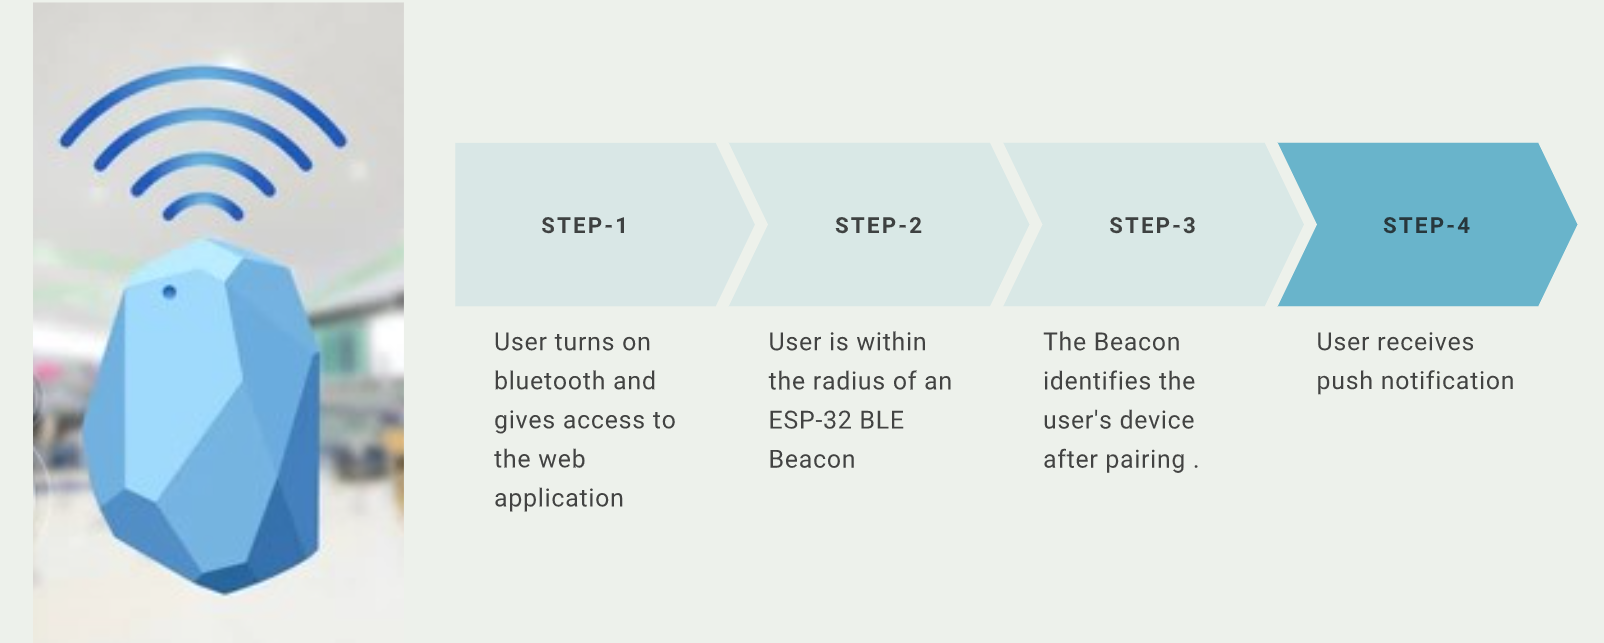 STEP-1
User turns on
bluetooth and
gives access to
the web
application
STEP-2
User is within
the radius of an
ESP-32 BLE
Beacon
STEP-3
The Beacon
identifies the
user's device
after pairing .
STEP-4
User receives
push notification